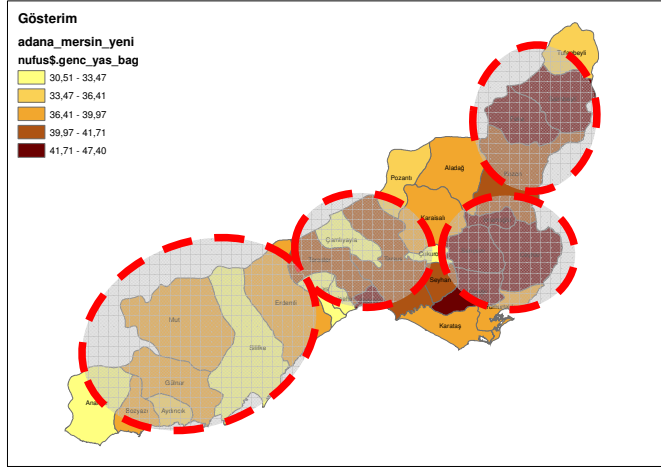 Gösterim
adana_mersin_yeni
nufus$.genc_yas_bag
30,51 - 33,47
33,47 - 36,41
36,41 - 39,97
39,97 - 41,71
41,71 - 47,40
Tufanbeyli
Aladağ
Pozantı
Karaisalı
Çamlıyayla
Çukurova
Seyhan
Erdemli
Mut
Karataş
Silifke
Gülnar
Bozyazı
Aydıncık